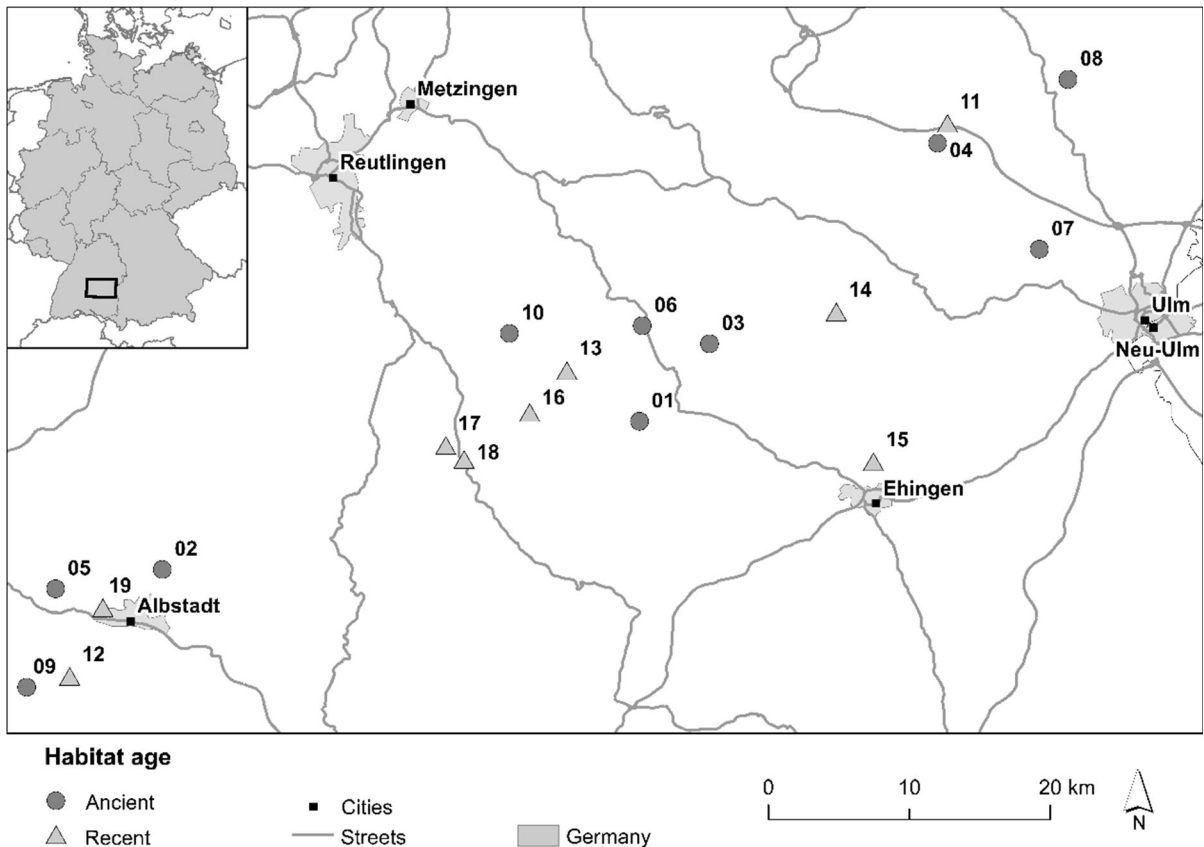 08
Metzingen
11
04
Reutlingen
07
14
Ulm
10
06
03
Neu-Ulm
13
16
01
17
18
15
Ehingen
02
05
19
Albstadt
09
12
Habitat age
Ancient
Recent
Cities
Streets
Germany
0 10 20 km
N